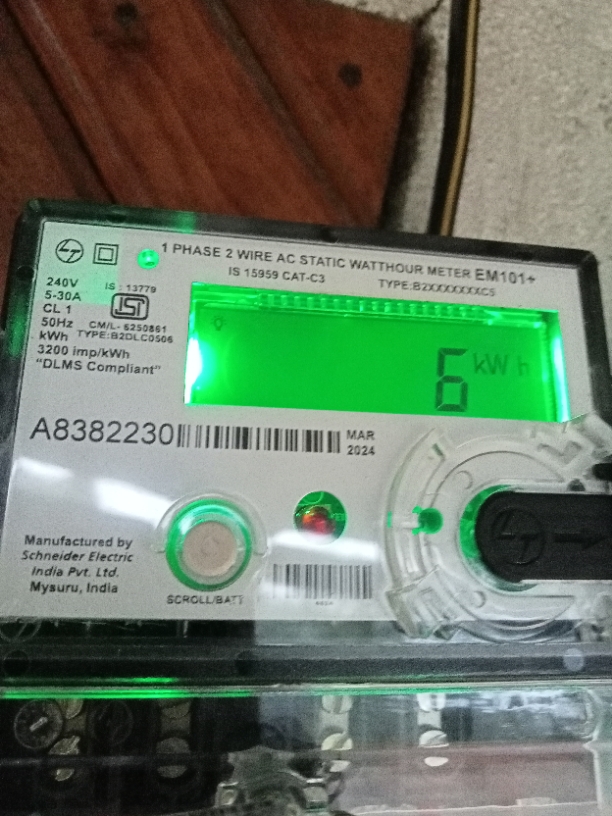 1 PHASE 2 WIRE AC STATIC WATTHOUR METER EM101+
IS 15959 CAT-C3
TYPE:B2XXXXXXXC5
240V
5-30A
CL 1
50Hz
kWh
3200 imp/kWh
"DLMS Compliant"
IS : 13779
ISI
CM/L- 6250861
TYPE:B2DLC0506
6 kWh
A8382230
MAR
2024
Manufactured by
Schneider Electric
India Pvt. Ltd.
Mysuru, India
SCROLL/BATT